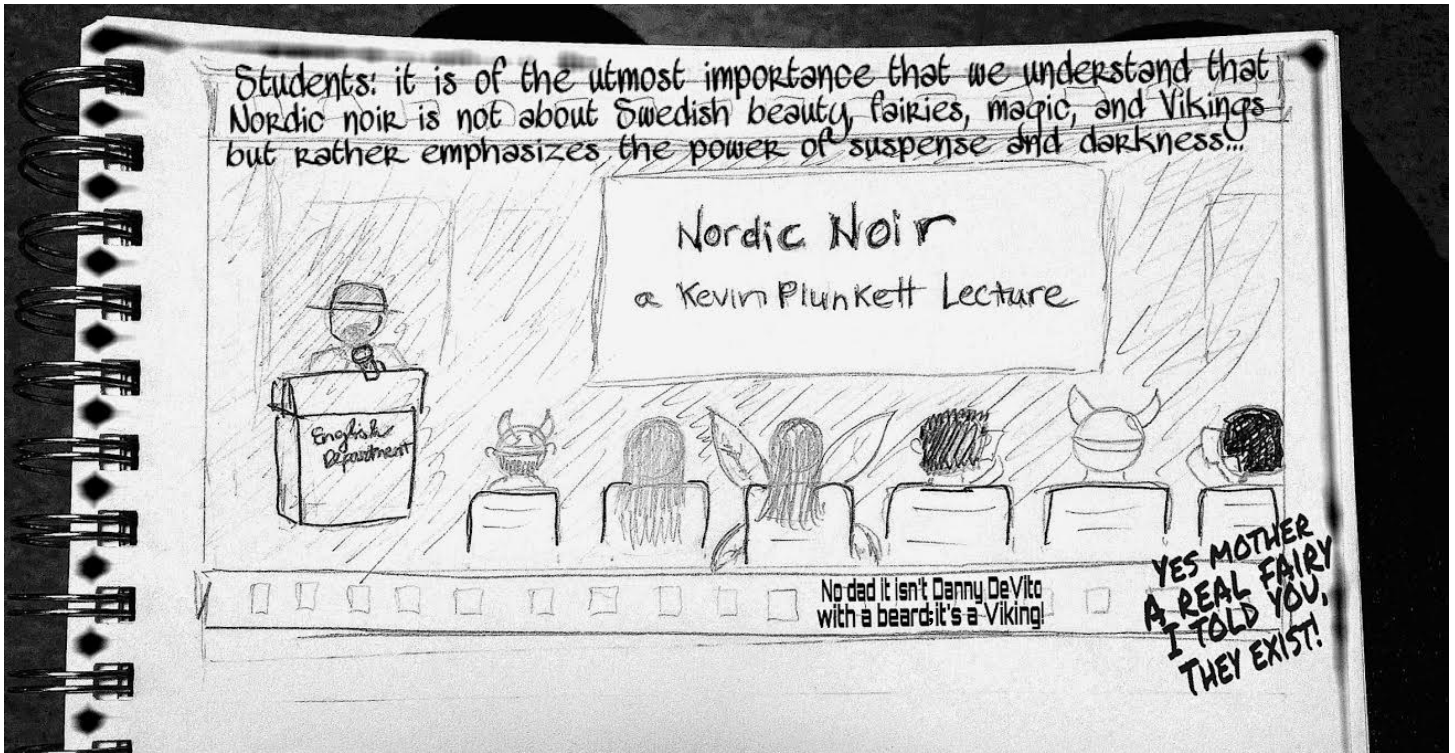 Students: it is of the utmost importance that we understand that
Nordic noir is not about Swedish beauty, fairies, magic, and Vikings
but rather emphasizes the power of suspense and darkness...
Nordic Noir
a Kevin Plunkett Lecture
English
Department
No dad it isn't Danny DeVito
with a beard: it's a Viking!
YES MOTHER
A REAL FAIRY
I TOLD YOU,
THEY EXIST!